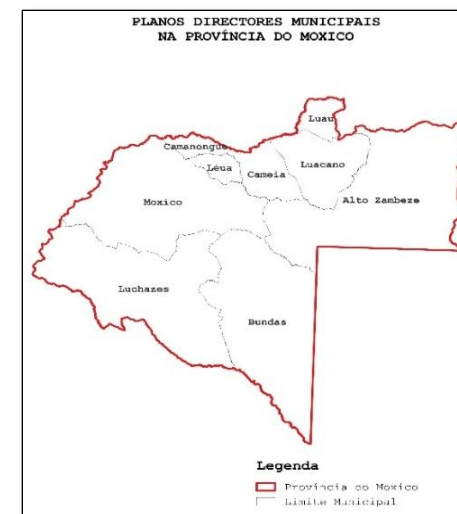 PLANOS DIRECTORES MUNICIPAIS
NA PROVÍNCIA DO MOXICO
Luau
Camanongue
Léua
Cameia
Luacano
Moxico
Alto Zambeze
Luchazes
Bundas
Legenda
Província do Moxico
Limite Municipal